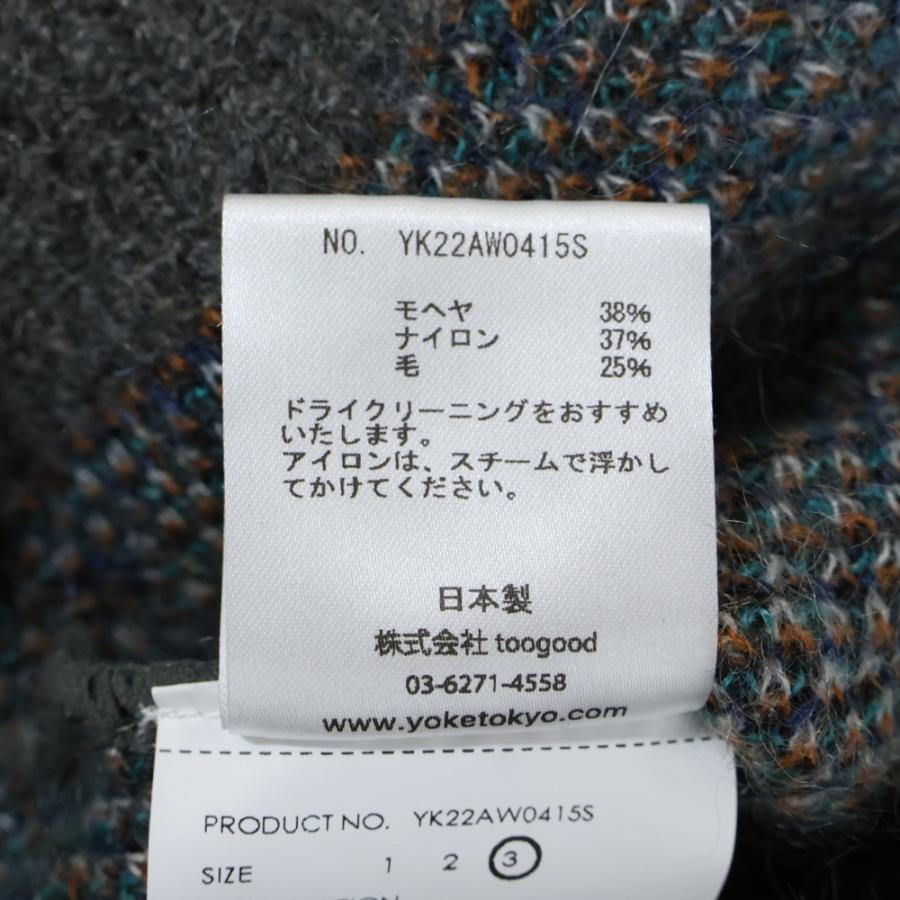 NO. YK22AW0415S
モヘヤ 38%
ナイロン 37%
毛 25%
ドライクリーニングをおすすめ
いたします。
アイロンは、スチームで浮かし
てかけてください。
日本製
株式会社 toogood
03-6271-4558
www.yoketokyo.com
PRODUCT NO. YK22AW0415S
SIZE 1 2 3